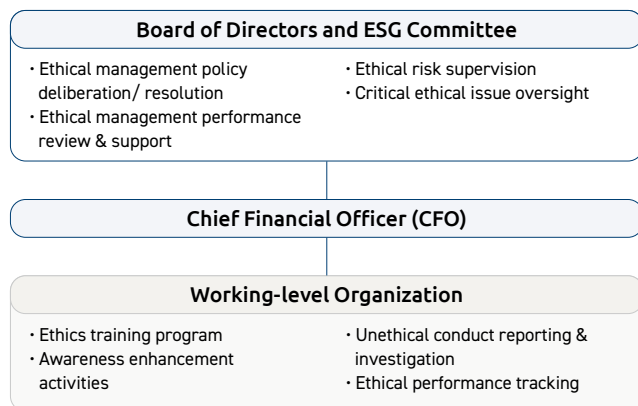 Board of Directors and ESG Committee
· Ethical management policy
deliberation/ resolution
· Ethical management performance
review & support
· Ethical risk supervision
· Critical ethical issue oversight
Chief Financial Officer (CFO)
Working-level Organization
· Ethics training program
· Awareness enhancement
activities
· Unethical conduct reporting &
investigation
· Ethical performance tracking